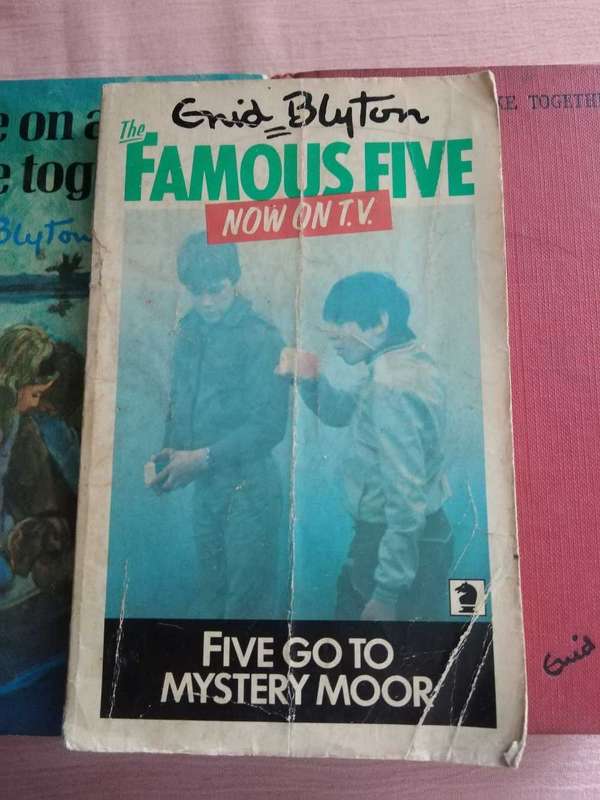 Enid Blyton
The
FAMOUS FIVE
NOW ON T.V.
FIVE GO TO
MYSTERY MOOR
on
tog
Blyton
TOGETH
Enid